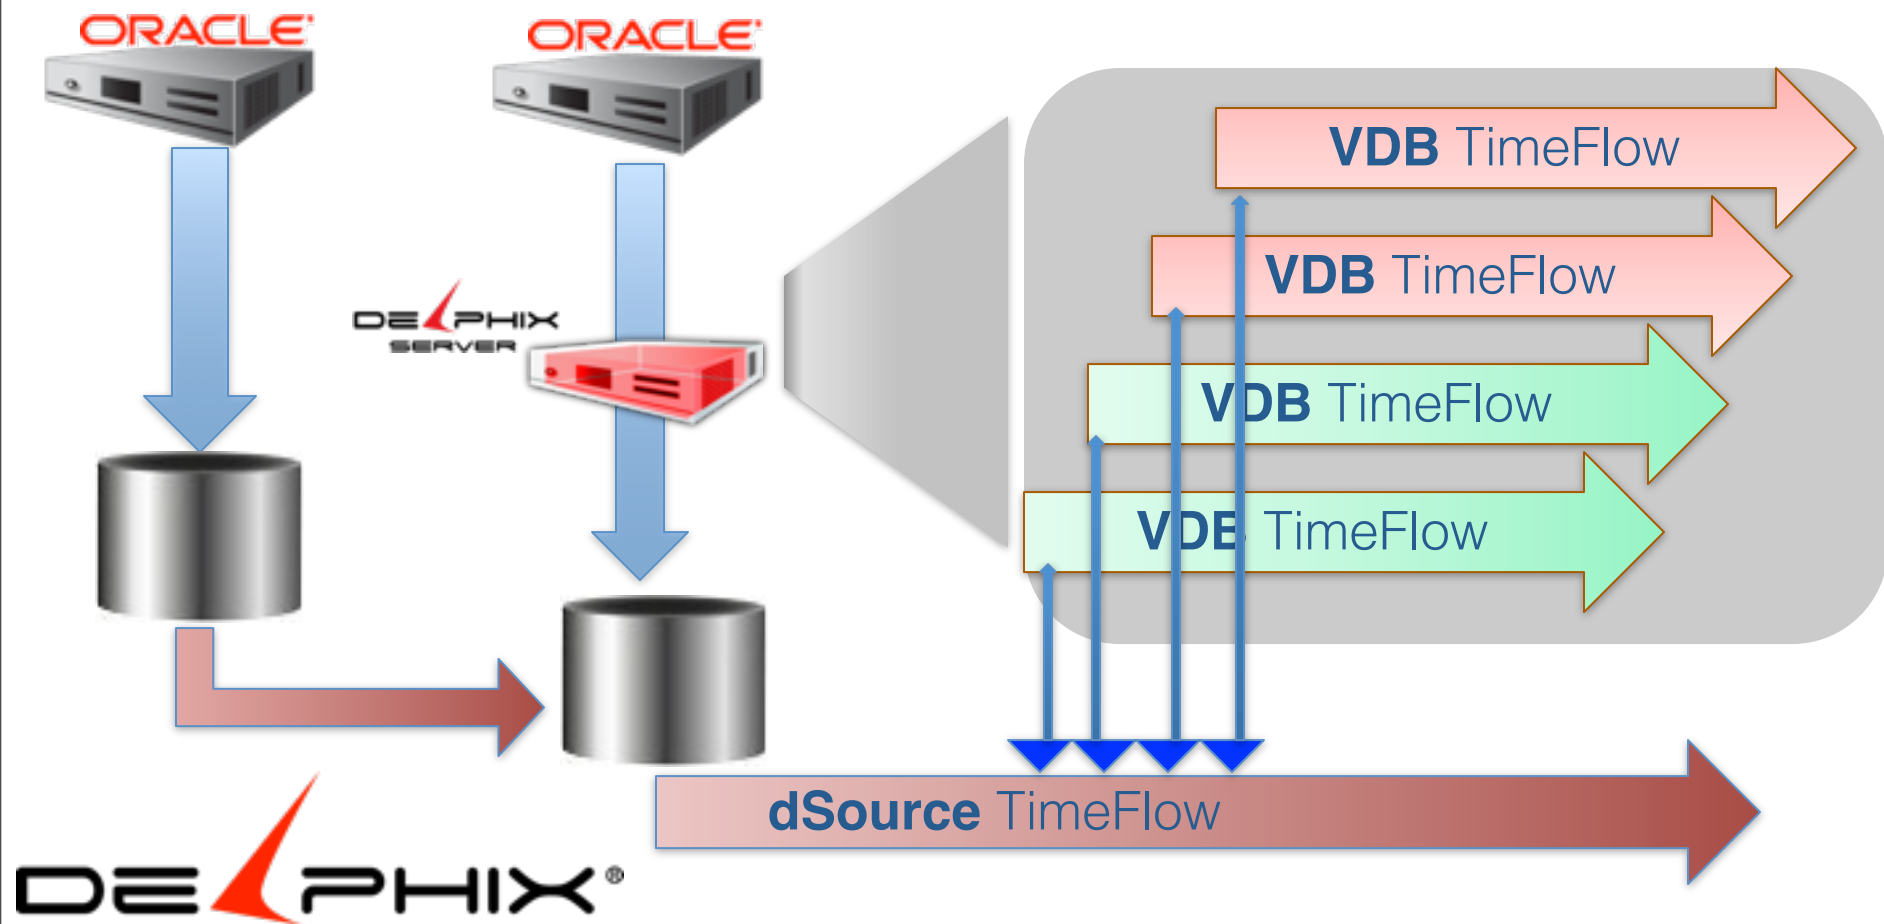 ORACLE
ORACLE
VDB TimeFlow
VDB TimeFlow
DELPHIX
SERVER
VDB TimeFlow
VDB TimeFlow
dSource TimeFlow
DELPHIX®